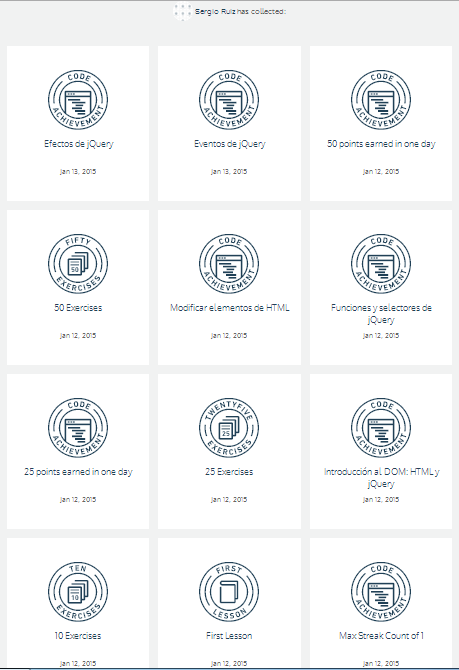 Sergio Ruiz has collected:
CODE ACHIEVEMENT
CODE ACHIEVEMENT
CODE ACHIEVEMENT
Efectos de jQuery
Eventos de jQuery
50 points earned in one day
Jan 13, 2015
Jan 13, 2015
Jan 12, 2015
FIFTY 50 EXERCISES
CODE ACHIEVEMENT
CODE ACHIEVEMENT
50 Exercises
Modificar elementos de HTML
Funciones y selectores de
jQuery
Jan 12, 2015
Jan 12, 2015
Jan 12, 2015
CODE ACHIEVEMENT
TWENTYFIVE 25 EXERCISES
CODE ACHIEVEMENT
25 points earned in one day
25 Exercises
Introducción al DOM: HTML y
jQuery
Jan 12, 2015
Jan 12, 2015
Jan 12, 2015
TEN 10 EXERCISES
FIRST LESSON
CODE ACHIEVEMENT
10 Exercises
First Lesson
Max Streak Count of 1
Jan 12, 2015
Jan 12, 2015
Jan 12, 2015